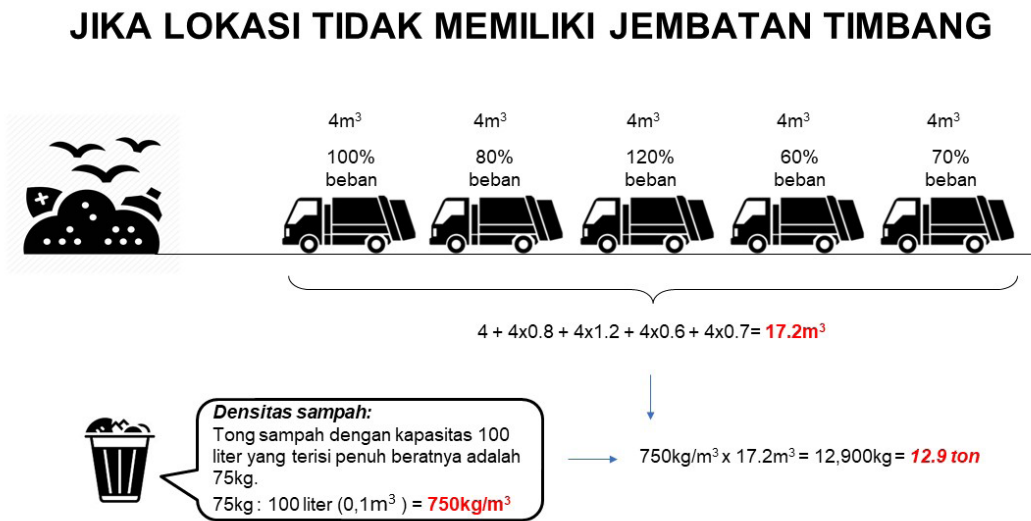 JIKA LOKASI TIDAK MEMILIKI JEMBATAN TIMBANG
4m³ 4m³ 4m³ 4m³ 4m³
100% 80% 120% 60% 70%
beban beban beban beban beban
4 + 4x0.8 + 4x1.2 + 4x0.6 + 4x0.7= 17.2m³
Densitas sampah:
Tong sampah dengan kapasitas 100
liter yang terisi penuh beratnya adalah
75kg.
75kg : 100 liter (0,1m³ ) = 750kg/m³
750kg/m³ x 17.2m³ = 12,900kg = 12.9 ton